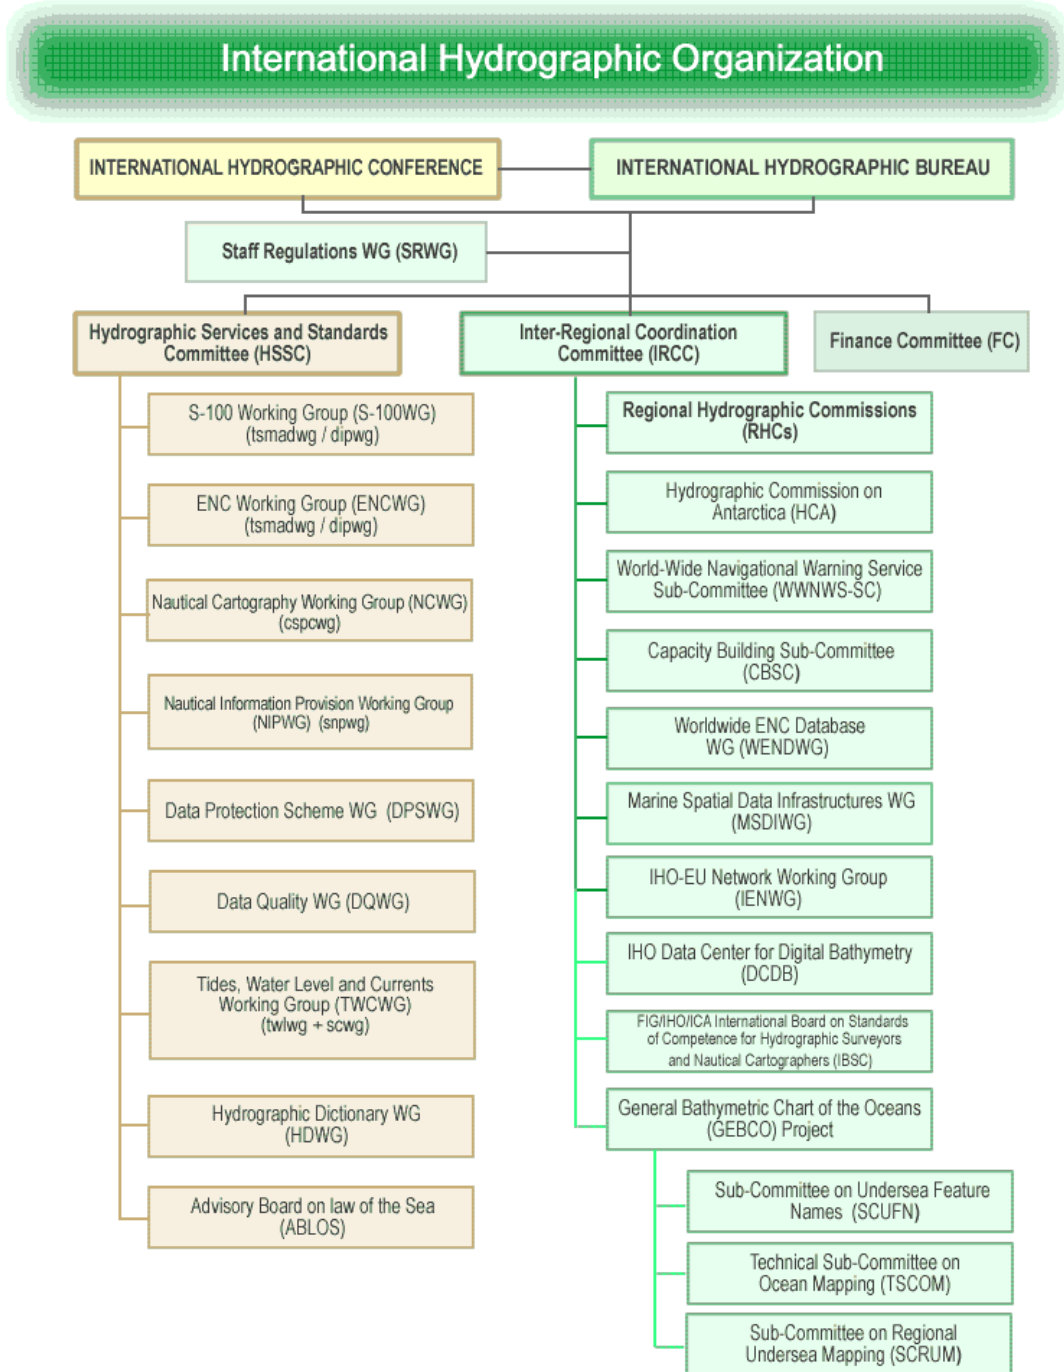 International Hydrographic Organization
INTERNATIONAL HYDROGRAPHIC CONFERENCE
INTERNATIONAL HYDROGRAPHIC BUREAU
Staff Regulations WG (SRWG)
Hydrographic Services and Standards
Committee (HSSC)
Inter-Regional Coordination
Committee (IRCC)
Finance Committee (FC)
S-100 Working Group (S-100WG)
(tsmadwg / dipwg)
ENC Working Group (ENCWG)
(tsmadwg / dipwg)
Nautical Cartography Working Group (NCWG)
(cspcwg)
Nautical Information Provision Working Group
(NIPWG) (snpwg)
Data Protection Scheme WG (DPSWG)
Data Quality WG (DQWG)
Tides, Water Level and Currents
Working Group (TWCWG)
(twlwg + scwg)
Hydrographic Dictionary WG
(HDWG)
Advisory Board on law of the Sea
(ABLOS)
Regional Hydrographic Commissions
(RHCs)
Hydrographic Commission on
Antarctica (HCA)
World-Wide Navigational Warning Service
Sub-Committee (WWNWS-SC)
Capacity Building Sub-Committee
(CBSC)
Worldwide ENC Database
WG (WENDWG)
Marine Spatial Data Infrastructures WG
(MSDIWG)
IHO-EU Network Working Group
(IENWG)
IHO Data Center for Digital Bathymetry
(DCDB)
FIG/IHO/ICA International Board on Standards
of Competence for Hydrographic Surveyors
and Nautical Cartographers (IBSC)
General Bathymetric Chart of the Oceans
(GEBCO) Project
Sub-Committee on Undersea Feature
Names (SCUFN)
Technical Sub-Committee on
Ocean Mapping (TSCOM)
Sub-Committee on Regional
Undersea Mapping (SCRUM)